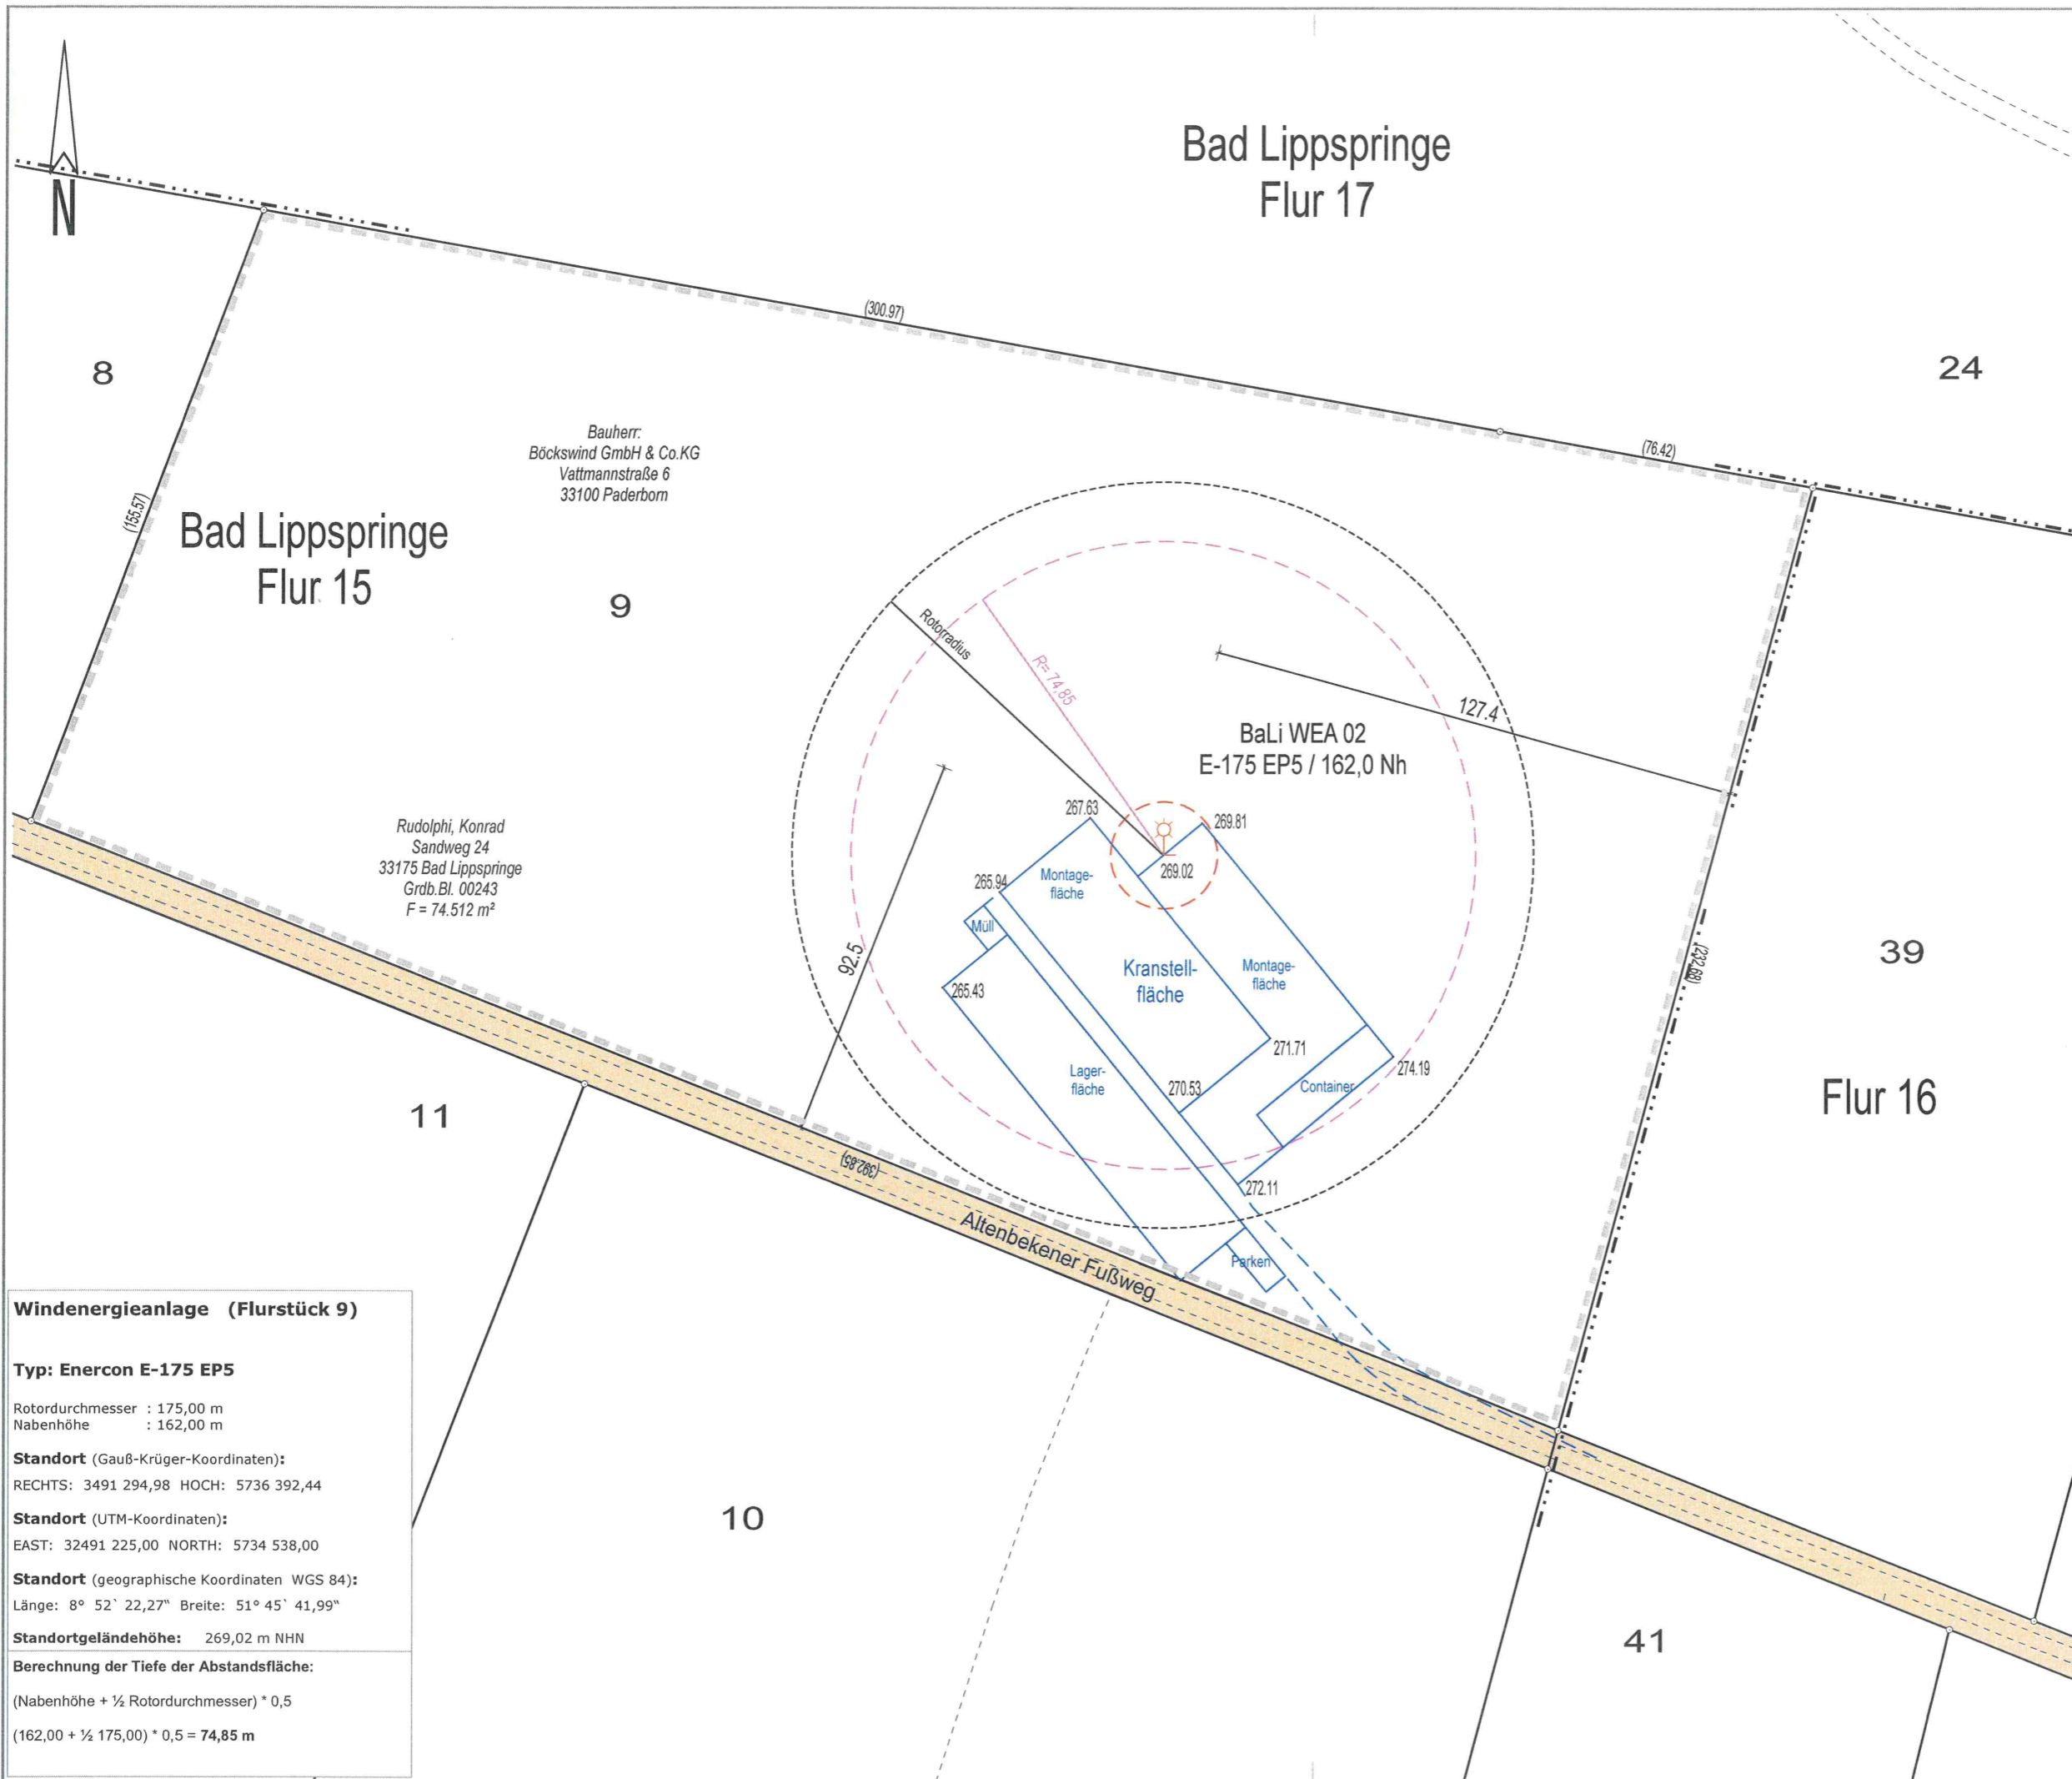 N
Bad Lippspringe
Flur 17
(300.97)
8
24
(76.42)
Bauherr:
Böckswind GmbH & Co.KG
Vattmannstraße 6
33100 Paderborn
(155.57)
Bad Lippspringe
Flur 15
9
Rotorradius
R= 74,85
127.4
BaLi WEA 02
E-175 EP5 / 162,0 Nh
Rudolphi, Konrad
Sandweg 24
33175 Bad Lippspringe
Grdb.Bl. 00243
F = 74.512 m²
267.63
269.81
269.02
265.94
Montage-
fläche
Müll
92.5
265.43
Kranstell-
fläche
Montage-
fläche
(232.68)
39
271.71
274.19
Lager-
fläche
270.53
Container
Flur 16
11
(392.85)
272.11
Altenbekener Fußweg
Parken
10
41
Windenergieanlage (Flurstück 9)
Typ: Enercon E-175 EP5
Rotordurchmesser : 175,00 m
Nabenhöhe : 162,00 m
Standort (Gauß-Krüger-Koordinaten):
RECHTS: 3491 294,98 HOCH: 5736 392,44
Standort (UTM-Koordinaten):
EAST: 32491 225,00 NORTH: 5734 538,00
Standort (geographische Koordinaten WGS 84):
Länge: 8° 52` 22,27“ Breite: 51° 45` 41,99“
Standortgeländehöhe: 269,02 m NHN
Berechnung der Tiefe der Abstandsfläche:
(Nabenhöhe + ½ Rotordurchmesser) * 0,5
(162,00 + ½ 175,00) * 0,5 = 74,85 m